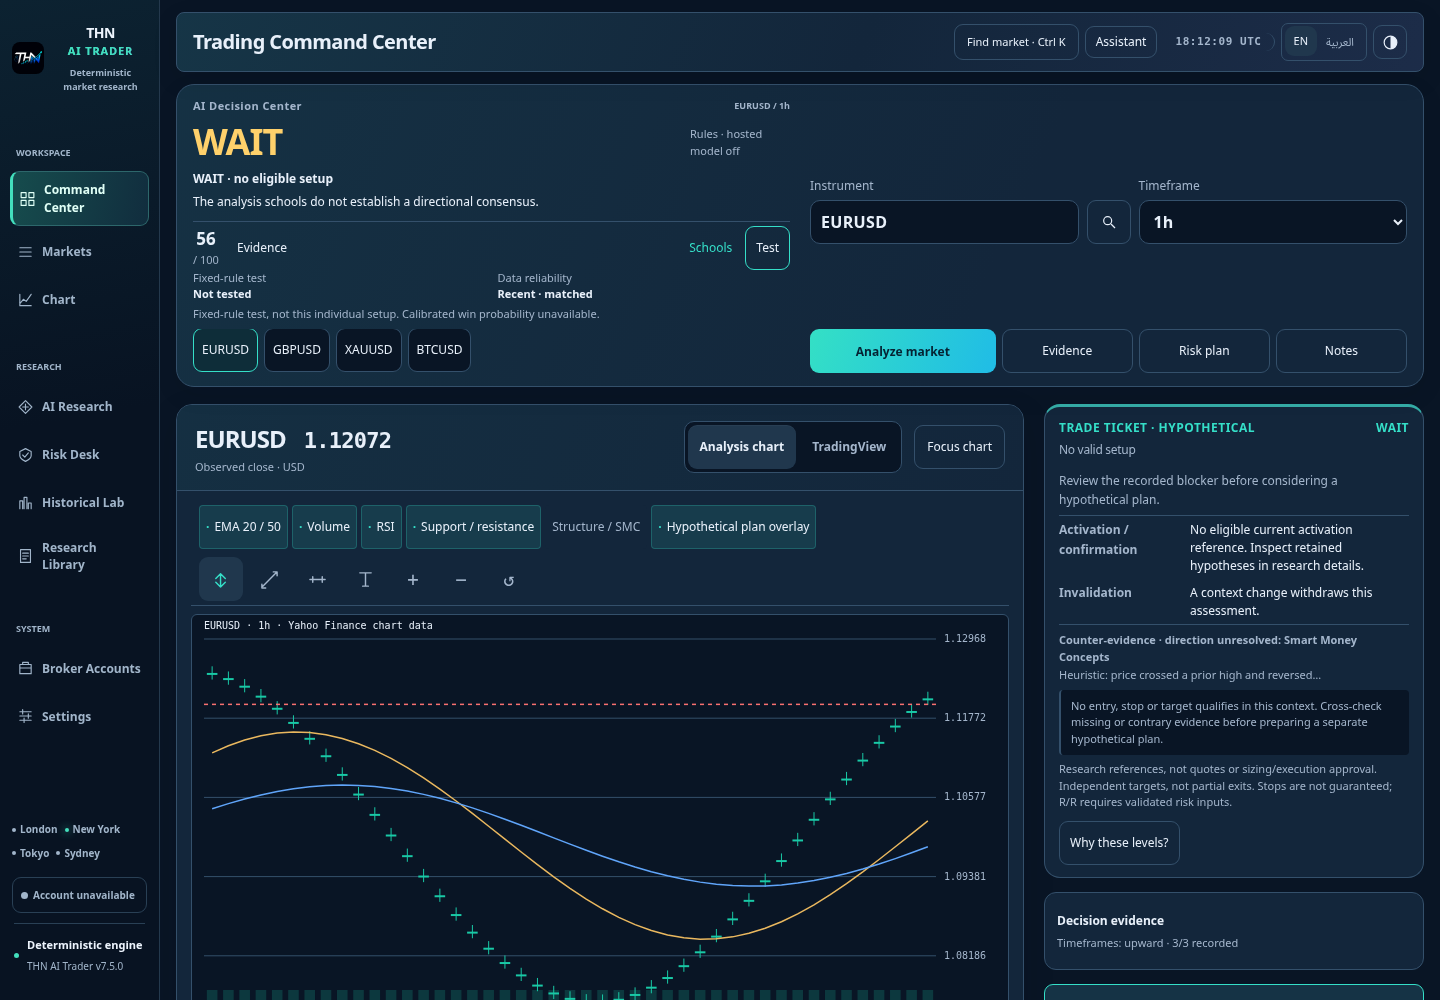 THN
AI TRADER
Deterministic
market research
WORKSPACE
Command
Center
Markets
Chart
RESEARCH
AI Research
Risk Desk
Historical Lab
Research
Library
SYSTEM
Broker Accounts
Settings
London New York
Tokyo Sydney
Account unavailable
Deterministic engine
THN AI Trader v7.5.0
Trading Command Center
Find market · Ctrl K
Assistant
18:12:09 UTC
EN
العربية
AI Decision Center
EURUSD / 1h
WAIT
Rules · hosted
model off
WAIT · no eligible setup
The analysis schools do not establish a directional consensus.
56
/ 100
Evidence
Schools
Test
Fixed-rule test
Not tested
Data reliability
Recent · matched
Fixed-rule test, not this individual setup. Calibrated win probability unavailable.
EURUSD GBPUSD XAUUSD BTCUSD
Instrument
EURUSD
Timeframe
1h
Analyze market
Evidence
Risk plan
Notes
EURUSD 1.12072
Observed close · USD
Analysis chart
TradingView
Focus chart
· EMA 20 / 50
· Volume
· RSI
· Support / resistance
Structure / SMC
· Hypothetical plan overlay
EURUSD · 1h · Yahoo Finance chart data
1.12968
1.11772
1.10577
1.09381
1.08186
TRADE TICKET · HYPOTHETICAL
WAIT
No valid setup
Review the recorded blocker before considering a
hypothetical plan.
Activation /
confirmation
No eligible current activation
reference. Inspect retained
hypotheses in research details.
Invalidation
A context change withdraws this
assessment.
Counter-evidence · direction unresolved: Smart Money
Concepts
Heuristic: price crossed a prior high and reversed…
No entry, stop or target qualifies in this context. Cross-check
missing or contrary evidence before preparing a separate
hypothetical plan.
Research references, not quotes or sizing/execution approval.
Independent targets, not partial exits. Stops are not guaranteed;
R/R requires validated risk inputs.
Why these levels?
Decision evidence
Timeframes: upward · 3/3 recorded